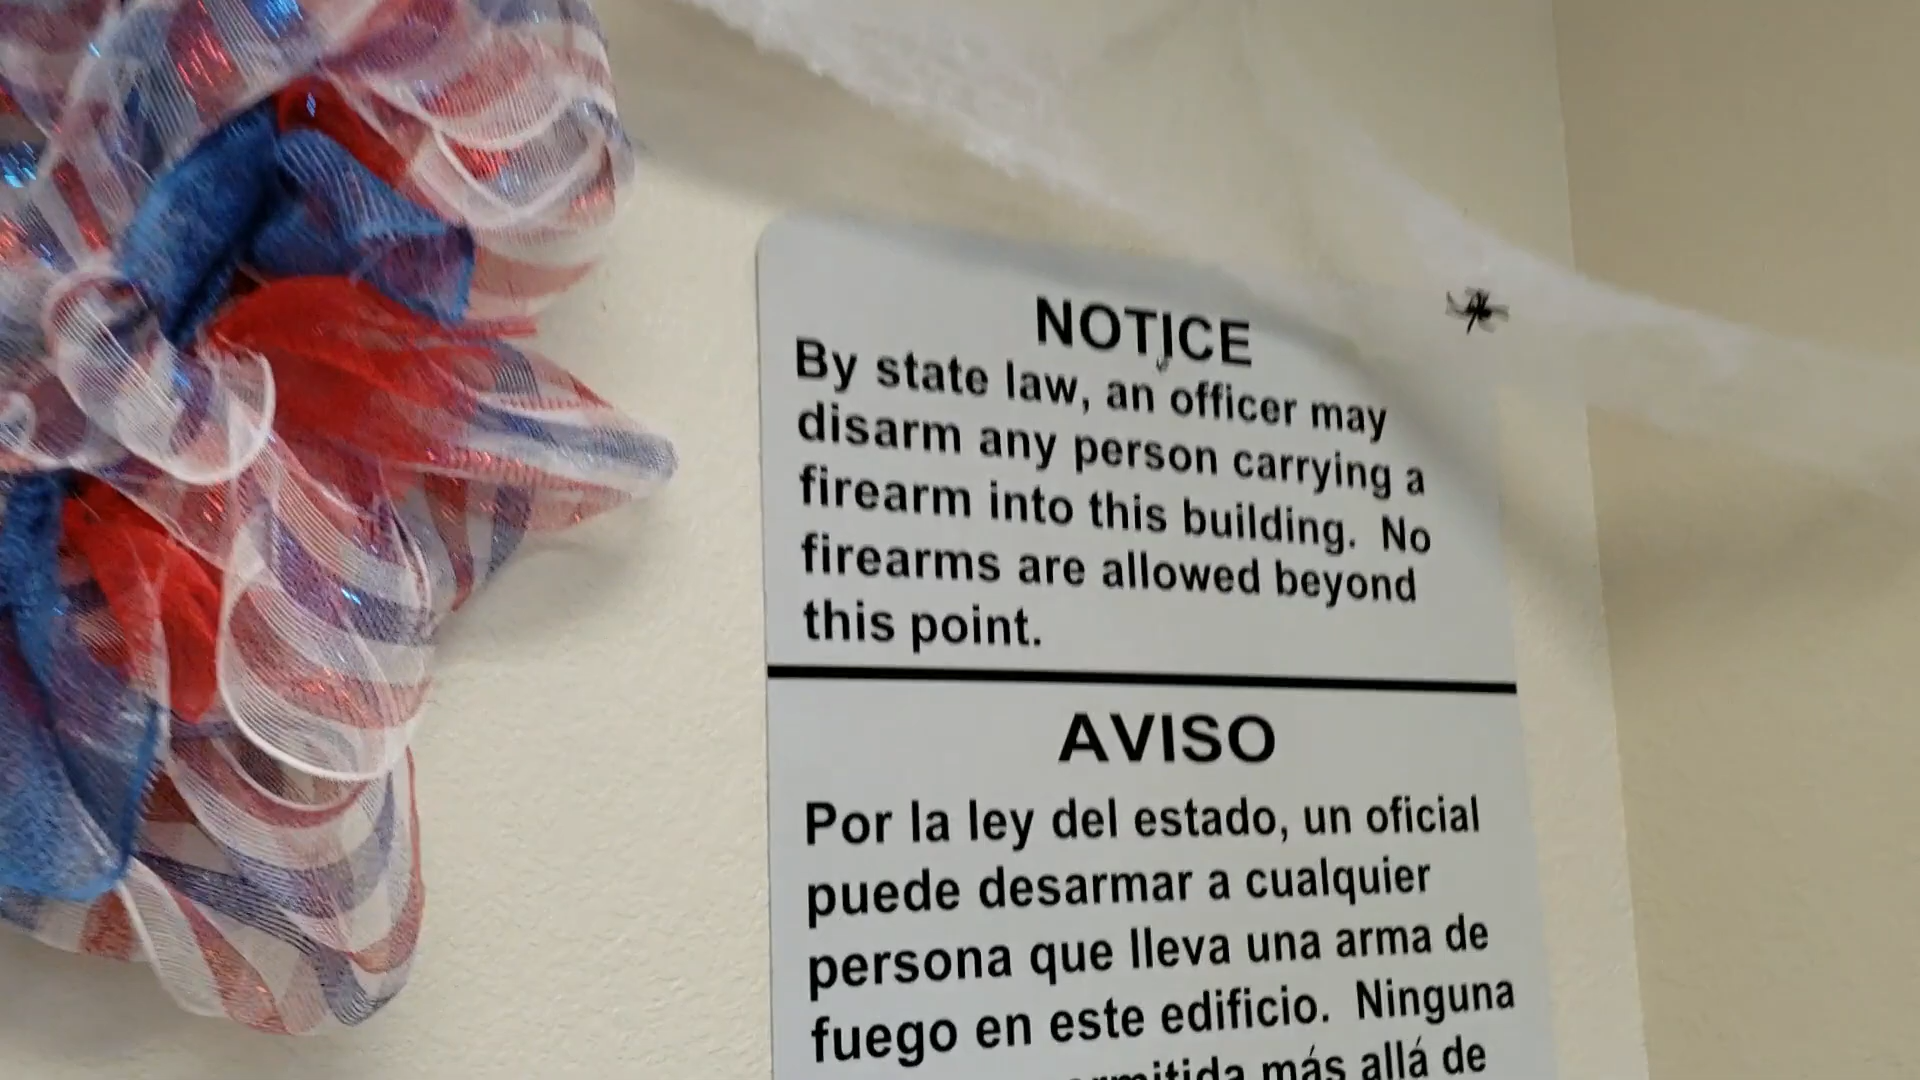 NOTICE
By state law, an officer may
disarm any person carrying a
firearm into this building. No
firearms are allowed beyond
this point.
AVISO
Por la ley del estado, un oficial
puede desarmar a cualquier
persona que lleva una arma de
fuego en este edificio. Ninguna
más allá de